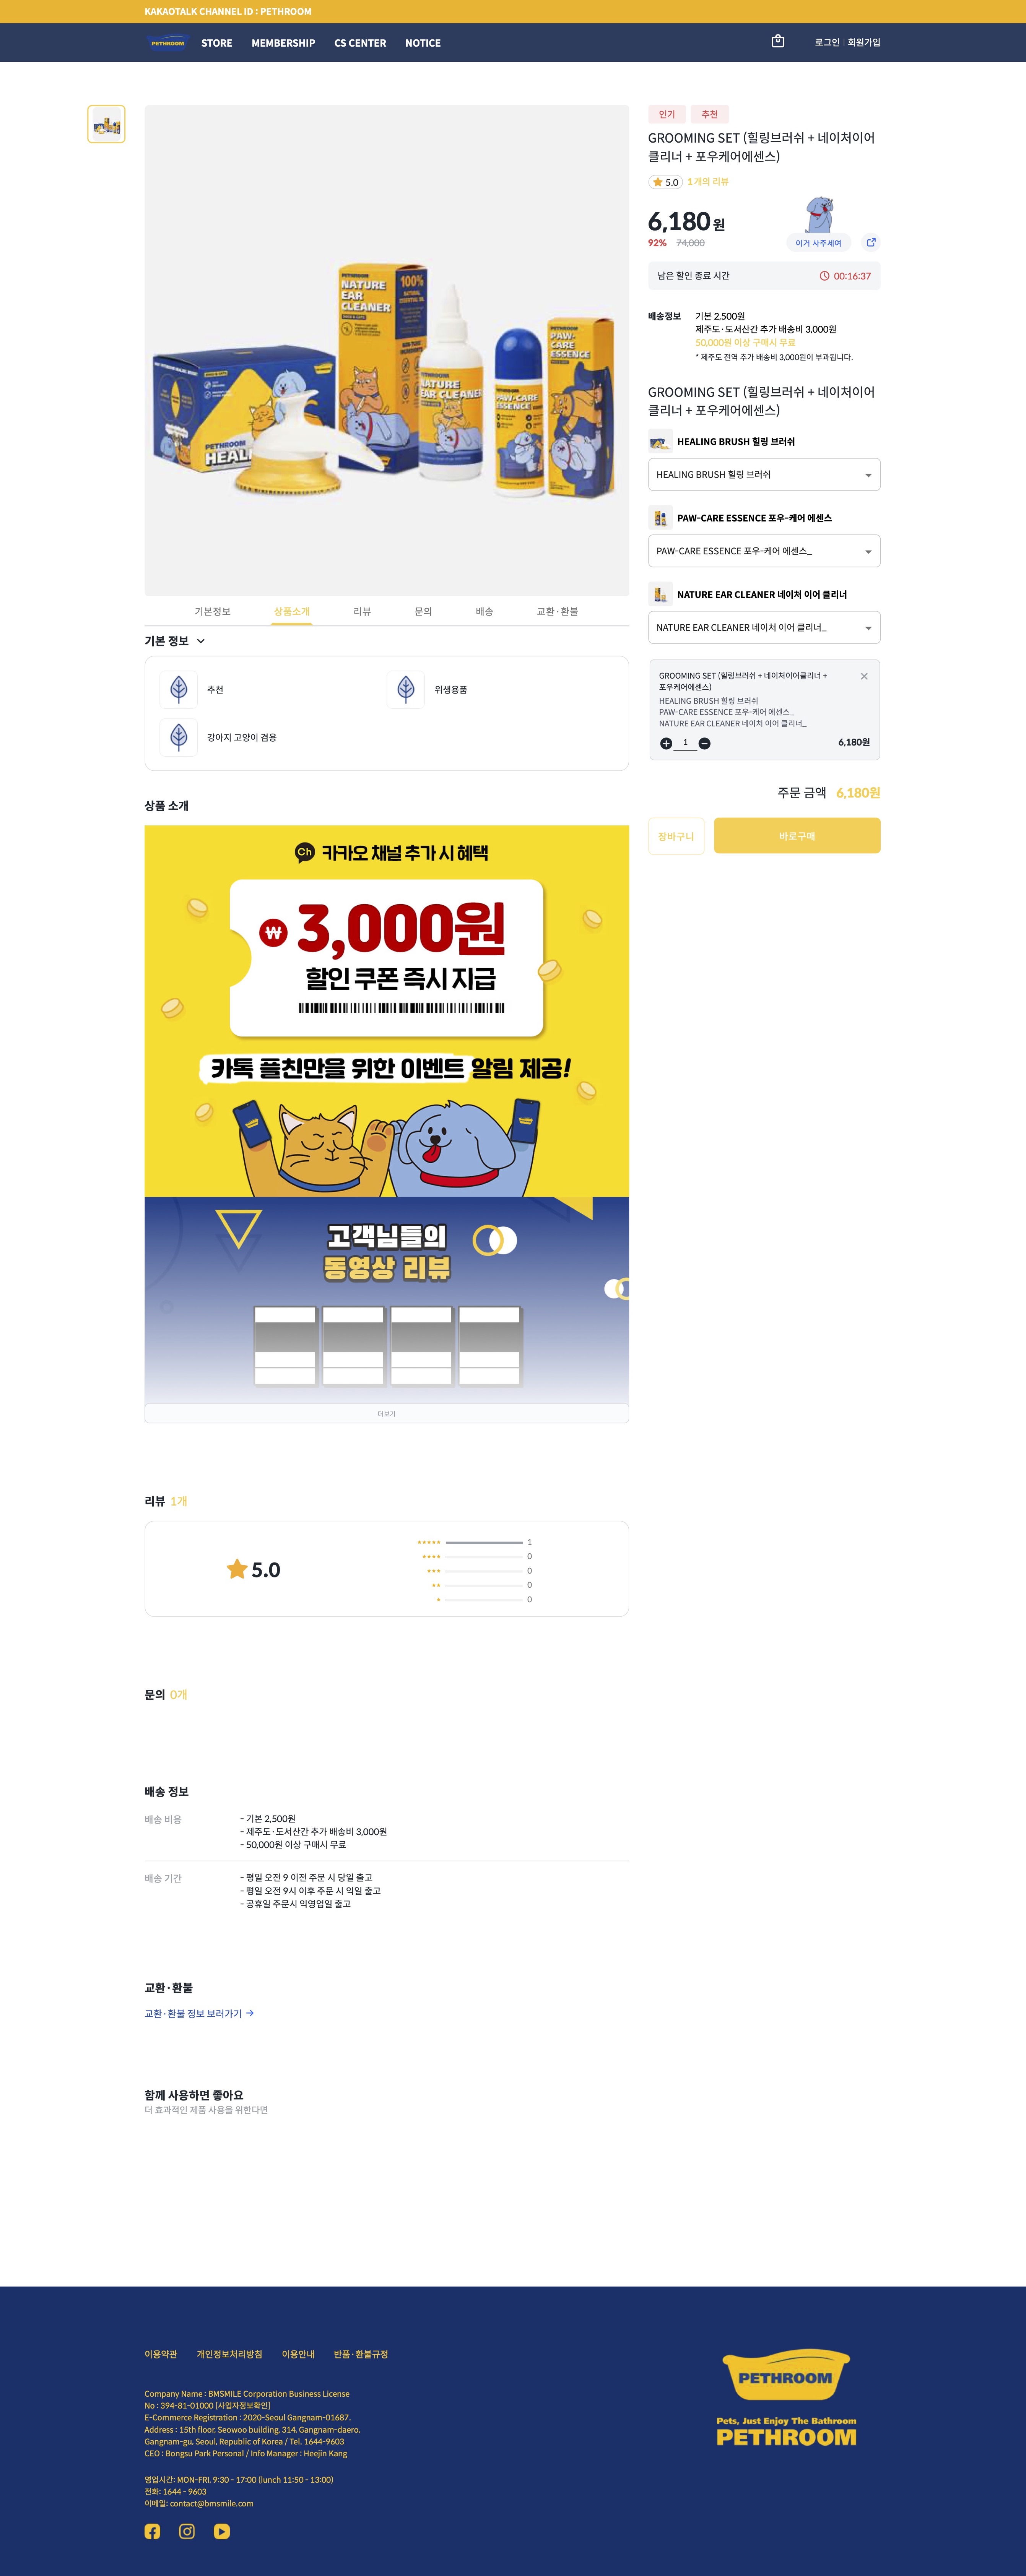 KAKAOTALK CHANNEL ID : PETHROOM
PETHROOM
STORE
MEMBERSHIP
CS CENTER
NOTICE
로그인 | 회원가입
인기
추천
GROOMING SET (힐링브러쉬 + 네이처이어
클리너 + 포우케어에센스)
5.0
1개의 리뷰
6,180 원
92% 74,000
이거 사주세여
남은 할인 종료 시간
00:16:37
배송정보
기본 2,500원
제주도·도서산간 추가 배송비 3,000원
50,000원 이상 구매시 무료
* 제주도 전역 추가 배송비 3,000원이 부과됩니다.
NATURE
EAR
CLEANER
100%
NATURAL
ESSENTIAL OIL
PETHROOM
HEAL
NATURE
EAR CLEANER
PAW-CARE
ESSENCE
PETHROOM
PAW-
CARE
ESSENCE
GROOMING SET (힐링브러쉬 + 네이처이어
클리너 + 포우케어에센스)
HEALING BRUSH 힐링 브러쉬
HEALING BRUSH 힐링 브러쉬
PAW-CARE ESSENCE 포우-케어 에센스
PAW-CARE ESSENCE 포우-케어 에센스_
NATURE EAR CLEANER 네이처 이어 클리너
NATURE EAR CLEANER 네이처 이어 클리너_
GROOMING SET (힐링브러쉬 + 네이처이어클리너 +
포우케어에센스)
HEALING BRUSH 힐링 브러쉬
PAW-CARE ESSENCE 포우-케어 에센스_
NATURE EAR CLEANER 네이처 이어 클리너_
1
6,180원
주문 금액 6,180원
장바구니
바로구매
기본정보
상품소개
리뷰
문의
배송
교환·환불
기본 정보
추천
위생용품
강아지 고양이 겸용
상품 소개
Ch 카카오 채널 추가 시 혜택
₩ 3,000원
할인 쿠폰 즉시 지급
카톡 플친만을 위한 이벤트 알림 제공!
고객님들의
동영상 리뷰
더보기
리뷰 1개
5.0
1
0
0
0
0
문의 0개
배송 정보
배송 비용
- 기본 2,500원
- 제주도·도서산간 추가 배송비 3,000원
- 50,000원 이상 구매시 무료
배송 기간
- 평일 오전 9 이전 주문 시 당일 출고
- 평일 오전 9시 이후 주문 시 익일 출고
- 공휴일 주문시 익영업일 출고
교환·환불
교환·환불 정보 보러가기 →
함께 사용하면 좋아요
더 효과적인 제품 사용을 위한다면
이용약관
개인정보처리방침
이용안내
반품·환불규정
Company Name : BMSMILE Corporation Business License
No : 394-81-01000 [사업자정보확인]
E-Commerce Registration : 2020-Seoul Gangnam-01687.
Address : 15th floor, Seowoo building, 314, Gangnam-daero,
Gangnam-gu, Seoul, Republic of Korea / Tel. 1644-9603
CEO : Bongsu Park Personal / Info Manager : Heejin Kang
영업시간: MON-FRI, 9:30 - 17:00 (lunch 11:50 - 13:00)
전화: 1644 - 9603
이메일: contact@bmsmile.com
PETHROOM
Pets, Just Enjoy The Bathroom
PETHROOM